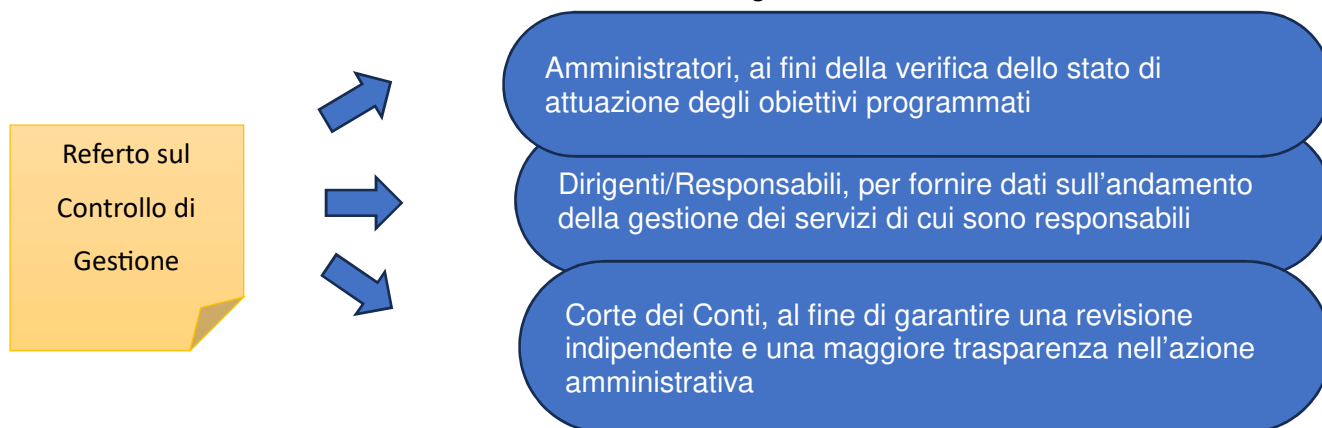 Referto sul
Controllo di
Gestione
Amministratori, ai fini della verifica dello stato di
attuazione degli obiettivi programmati
Dirigenti/Responsabili, per fornire dati sull’andamento
della gestione dei servizi di cui sono responsabili
Corte dei Conti, al fine di garantire una revisione
indipendente e una maggiore trasparenza nell’azione
amministrativa